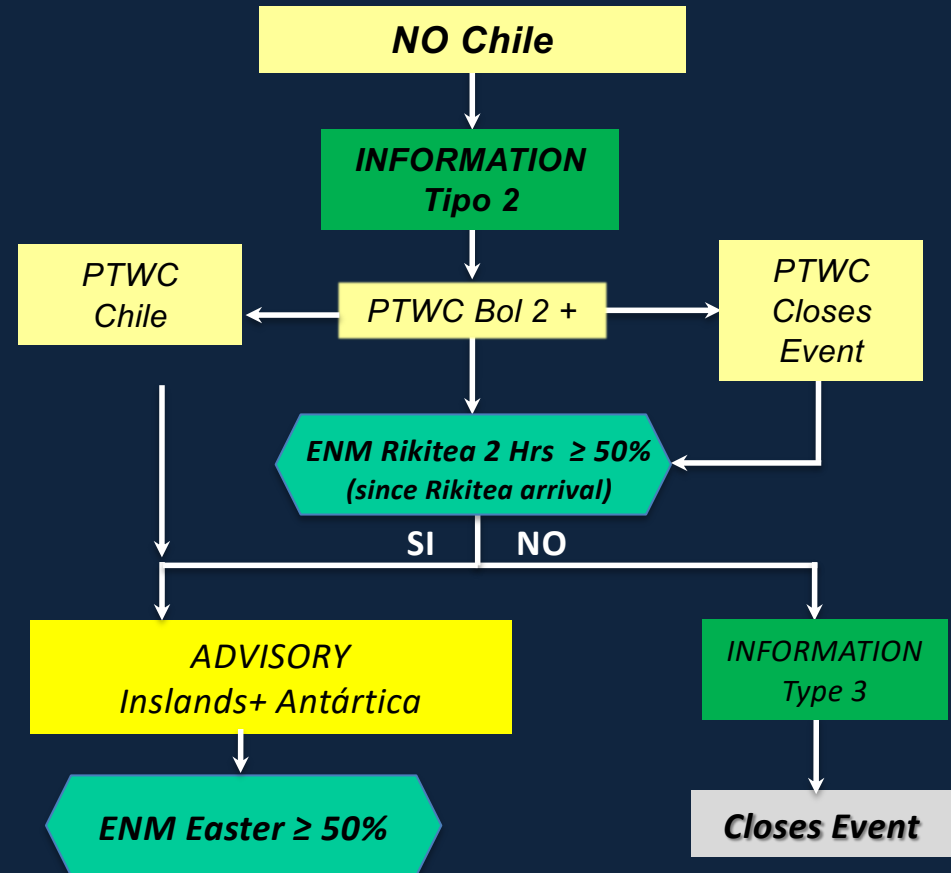 NO Chile
INFORMATION
Tipo 2
PTWC
Chile
PTWC Bol 2 +
PTWC
Closes
Event
ENM Rikitea 2 Hrs ≥ 50%
(since Rikitea arrival)
SI
NO
ADVISORY
Inslands+ Antártica
INFORMATION
Type 3
ENM Easter ≥ 50%
Closes Event